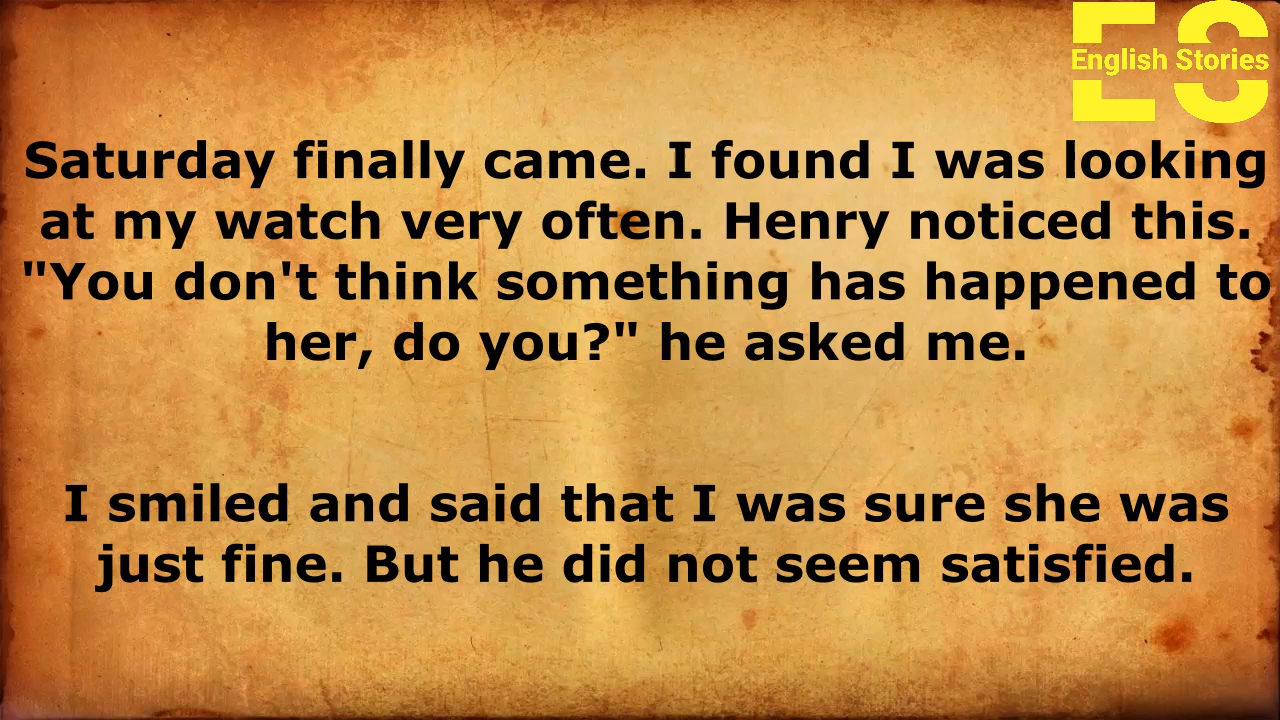 ES
English Stories
Saturday finally came. I found I was looking
at my watch very often. Henry noticed this.
"You don't think something has happened to
her, do you?" he asked me.
I smiled and said that I was sure she was
just fine. But he did not seem satisfied.